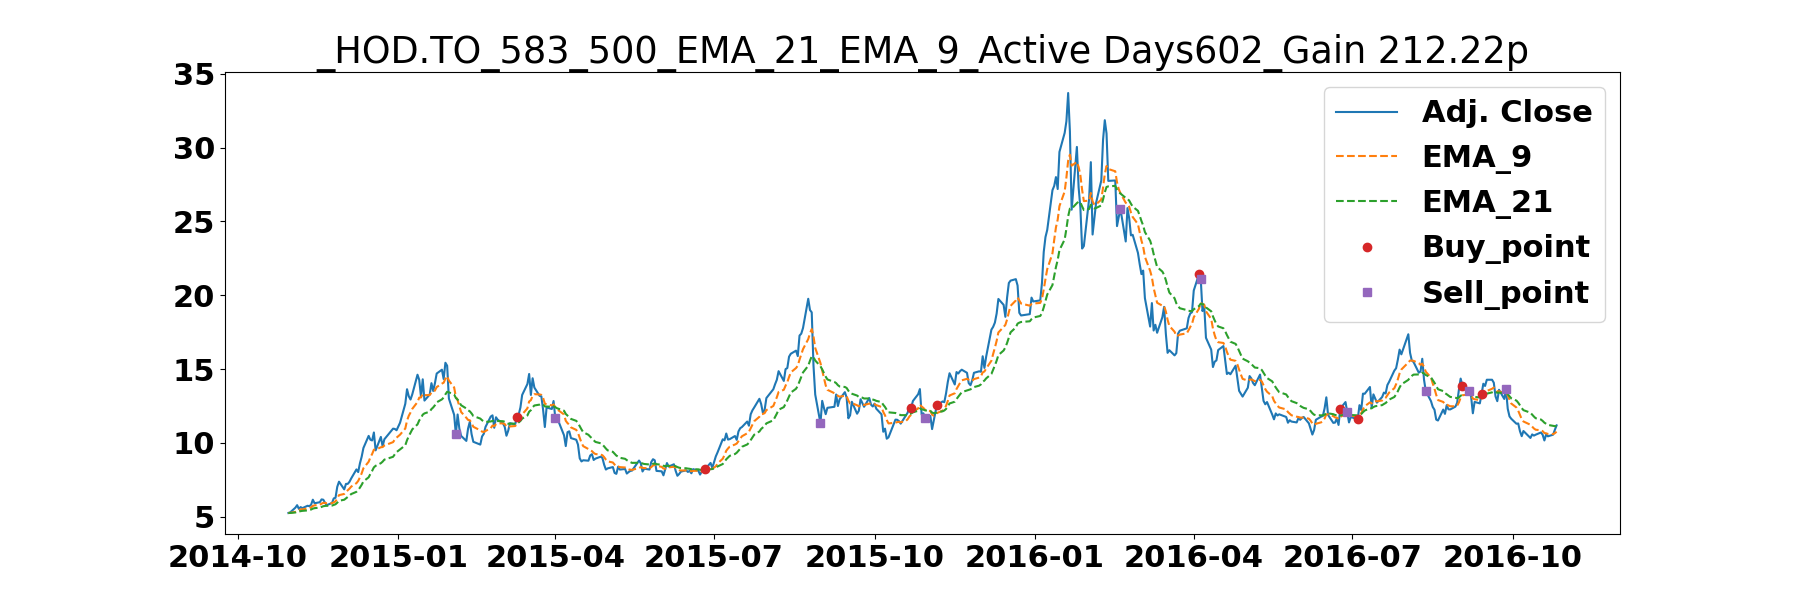 _HOD.TO_583_500_EMA_21_EMA_9_Active Days602_Gain 212.22p
35
30
25
20
15
10
5
Adj. Close
EMA_9
EMA_21
Buy_point
Sell_point
2014-10 2015-01 2015-04 2015-07 2015-10 2016-01 2016-04 2016-07 2016-10